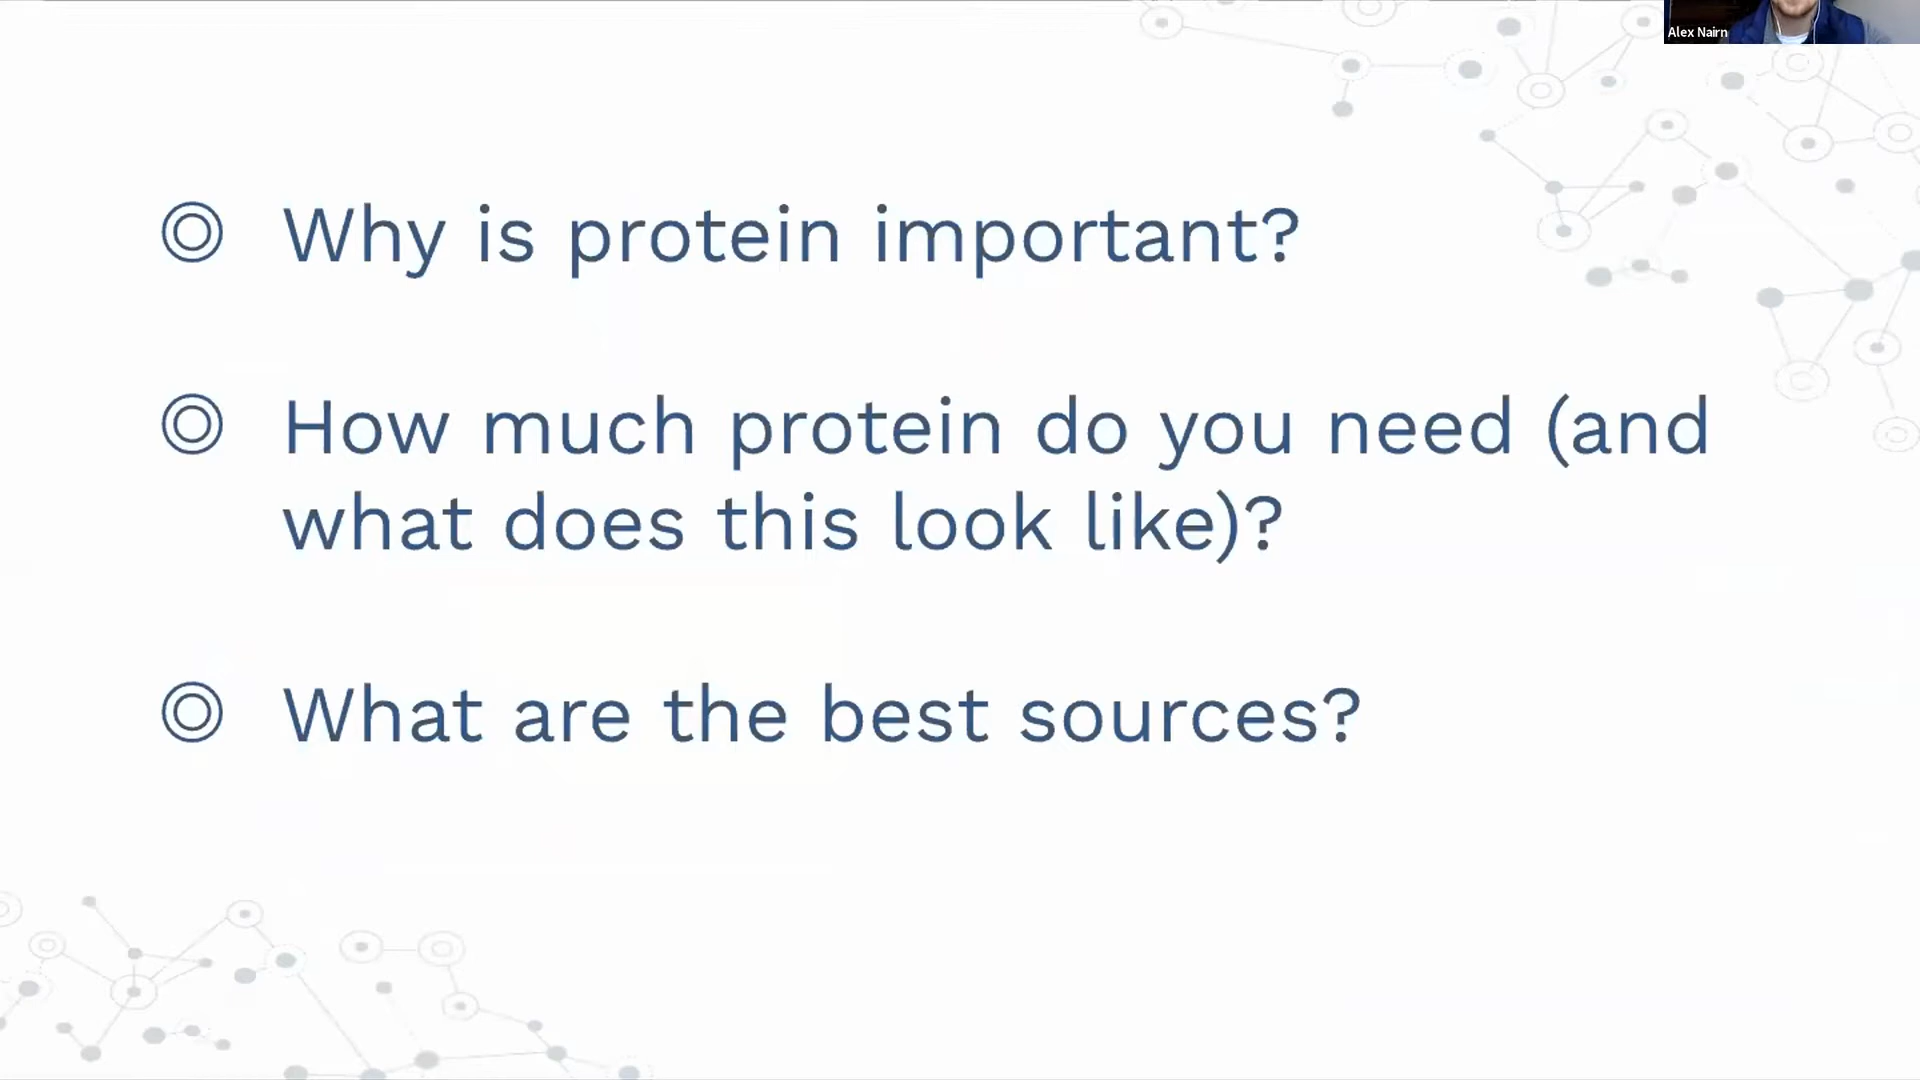 Alex Nairn
Why is protein important?
How much protein do you need (and
what does this look like)?
What are the best sources?